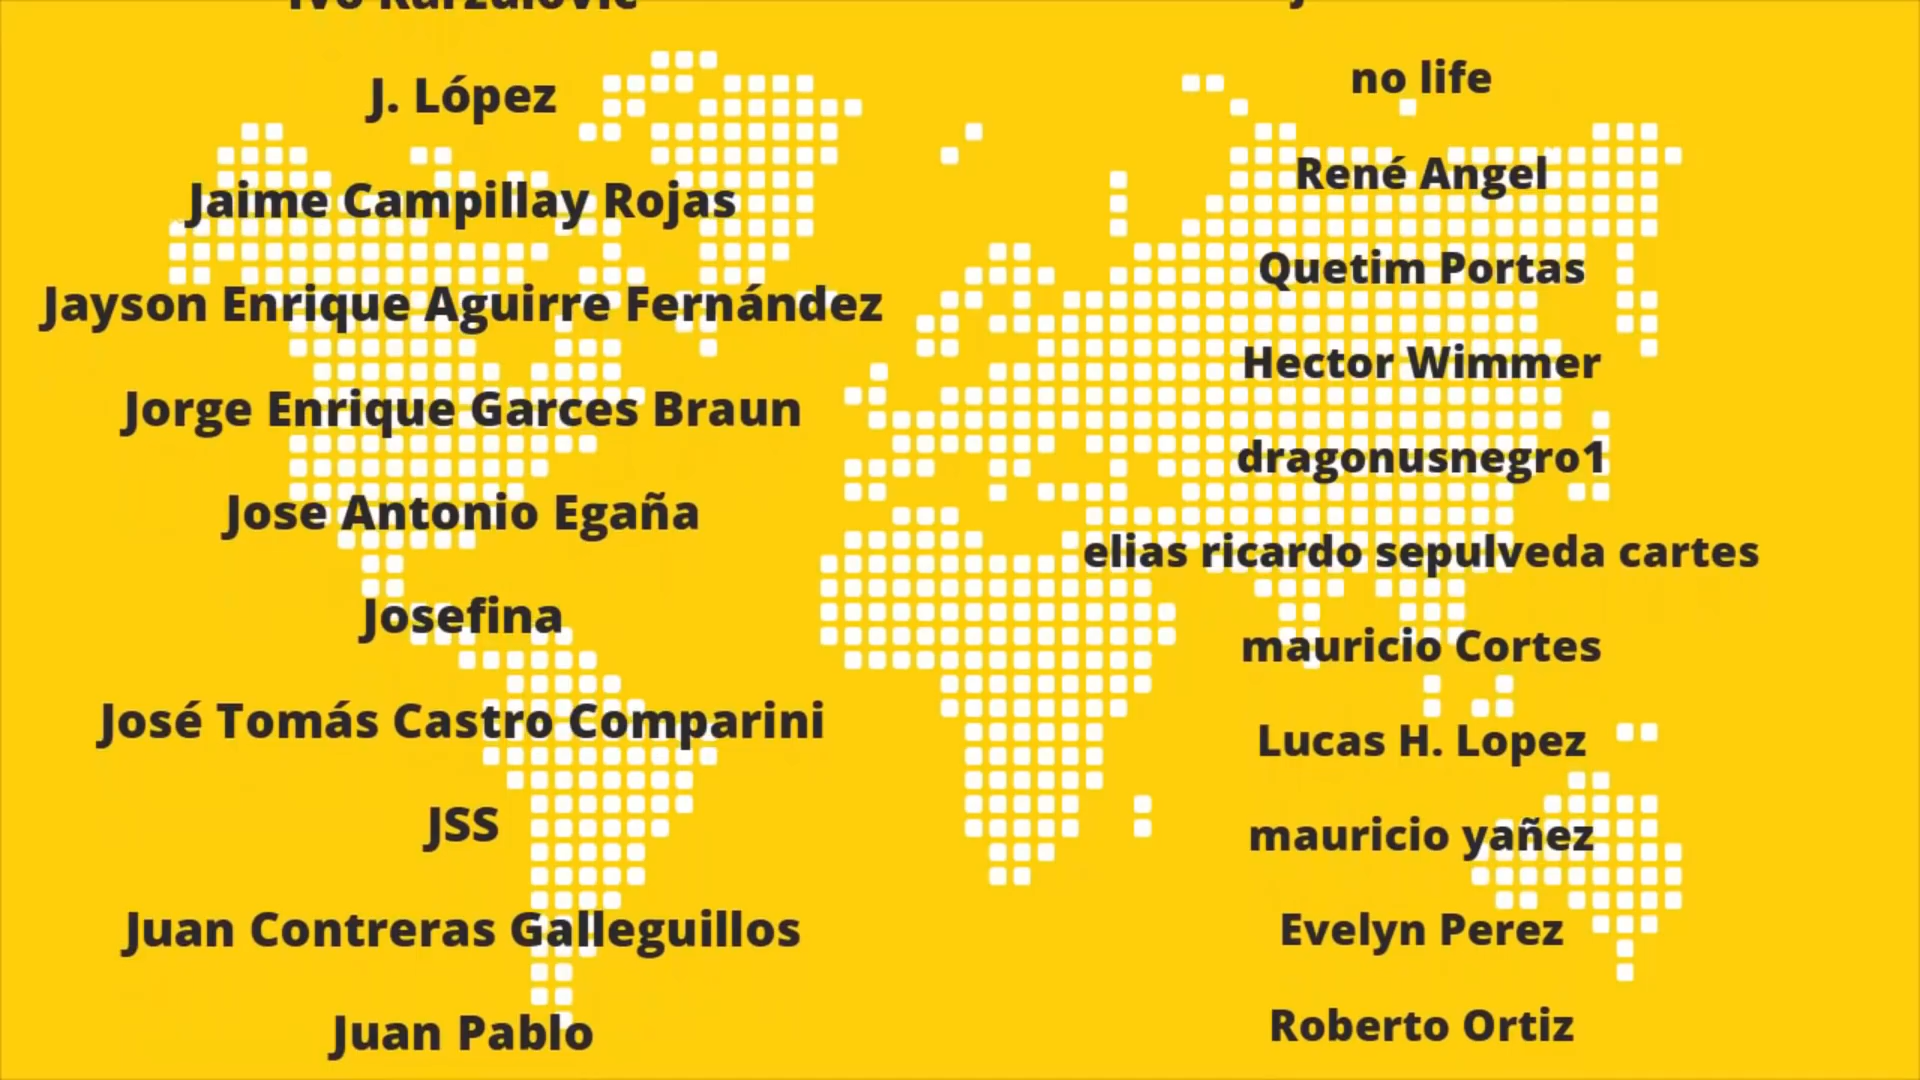 J. López
Jaime Campillay Rojas
Jayson Enrique Aguirre Fernández
Jorge Enrique Garces Braun
Jose Antonio Egaña
Josefina
José Tomás Castro Comparini
JSS
Juan Contreras Galleguillos
Juan Pablo
no life
René Angel
Quetim Portas
Hector Wimmer
dragonusnegro1
elias ricardo sepulveda cartes
mauricio Cortes
Lucas H. Lopez
mauricio yañez
Evelyn Perez
Roberto Ortiz